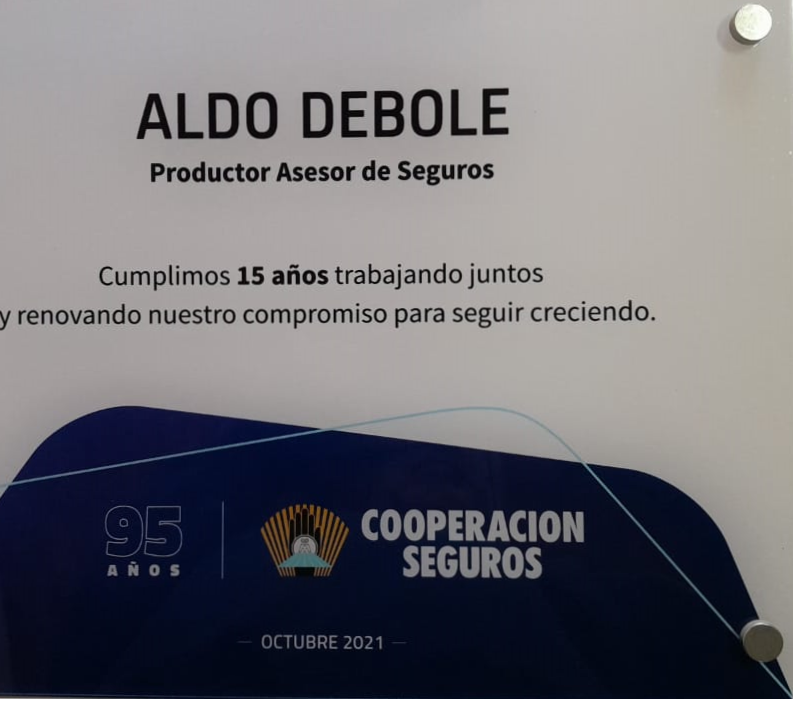 ALDO DEBOLE
Productor Asesor de Seguros
Cumplimos 15 años trabajando juntos
y renovando nuestro compromiso para seguir creciendo.
95
AÑOS
COOPERACION
SEGUROS
OCTUBRE 2021